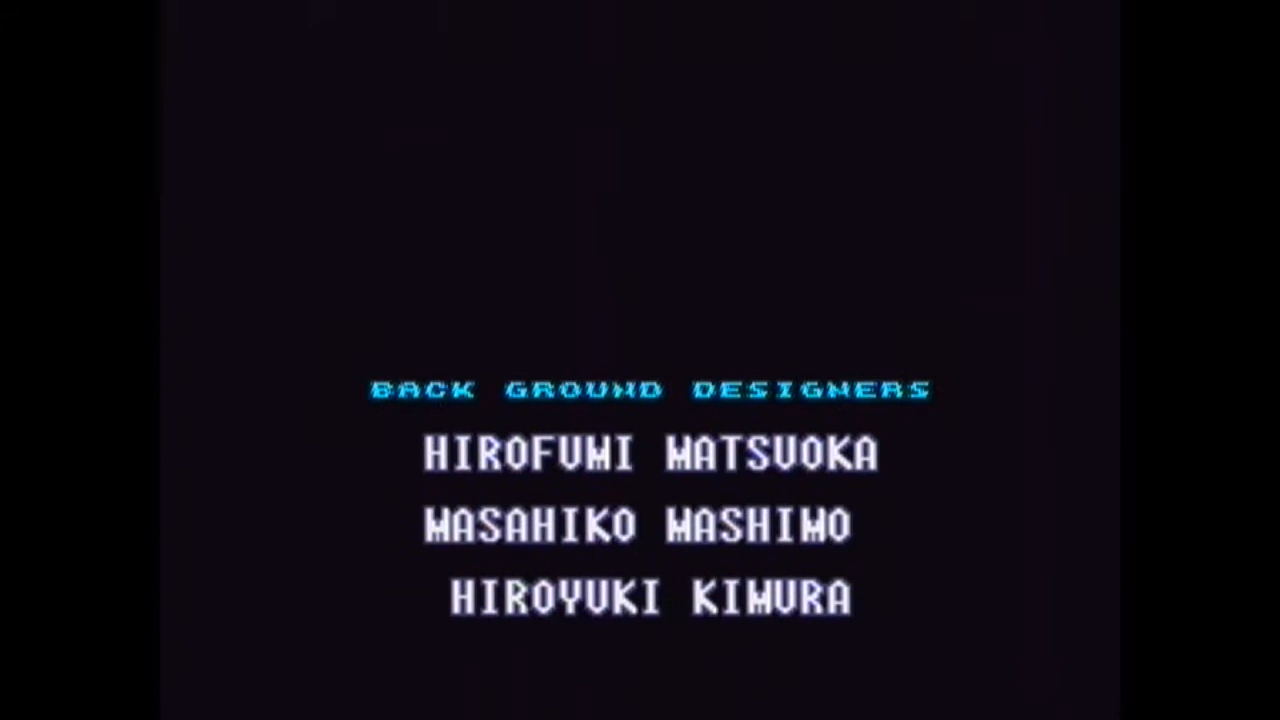 BACK GROUND DESIGNERS
HIROFUMI MATSUOKA
MASAHIKO MASHIMO
HIROYUKI KIMURA